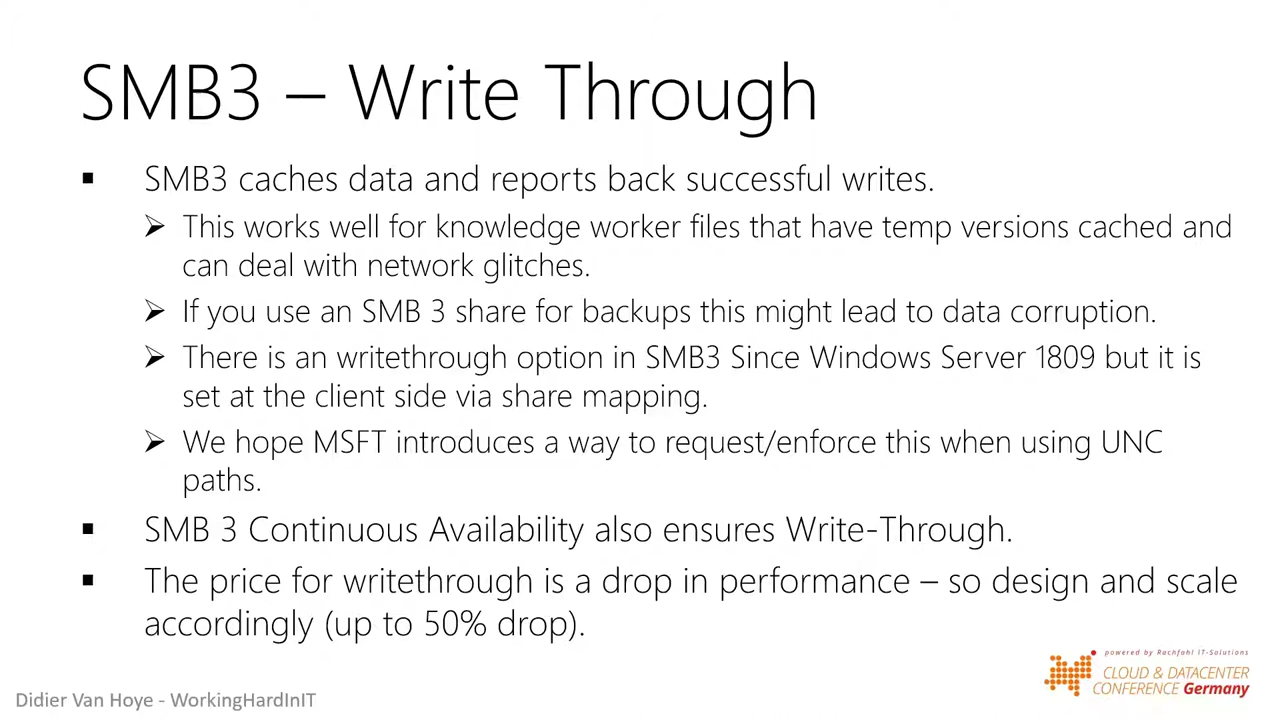 SMB3 – Write Through
▪ SMB3 caches data and reports back successful writes.
➢ This works well for knowledge worker files that have temp versions cached and
can deal with network glitches.
➢ If you use an SMB 3 share for backups this might lead to data corruption.
➢ There is an writethrough option in SMB3 Since Windows Server 1809 but it is
set at the client side via share mapping.
➢ We hope MSFT introduces a way to request/enforce this when using UNC
paths.
▪ SMB 3 Continuous Availability also ensures Write-Through.
▪ The price for writethrough is a drop in performance – so design and scale
accordingly (up to 50% drop).
powered by Rachfahl IT-Solutions
CLOUD & DATACENTER
CONFERENCE Germany
Didier Van Hoye - WorkingHardInIT